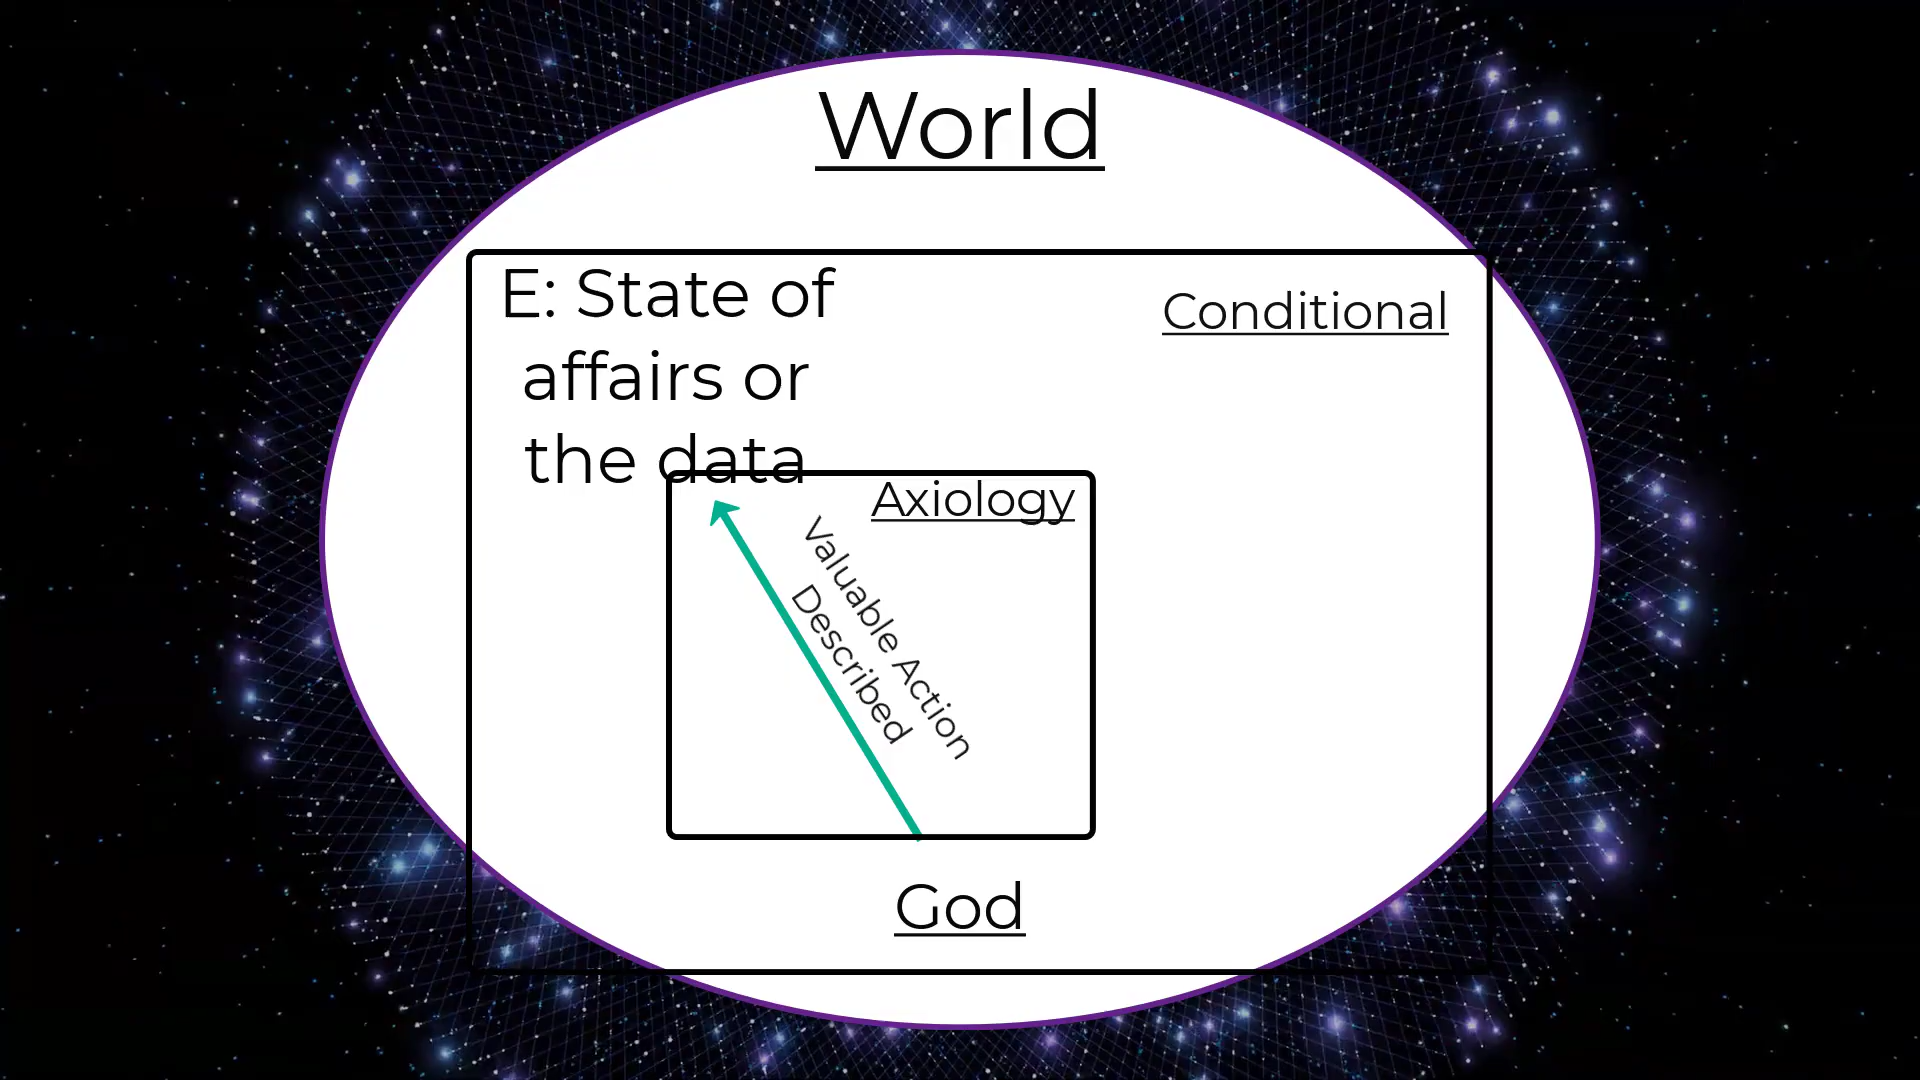 World
E: State of
affairs or
the data
Conditional
Axiology
Valuable Action
Described
God